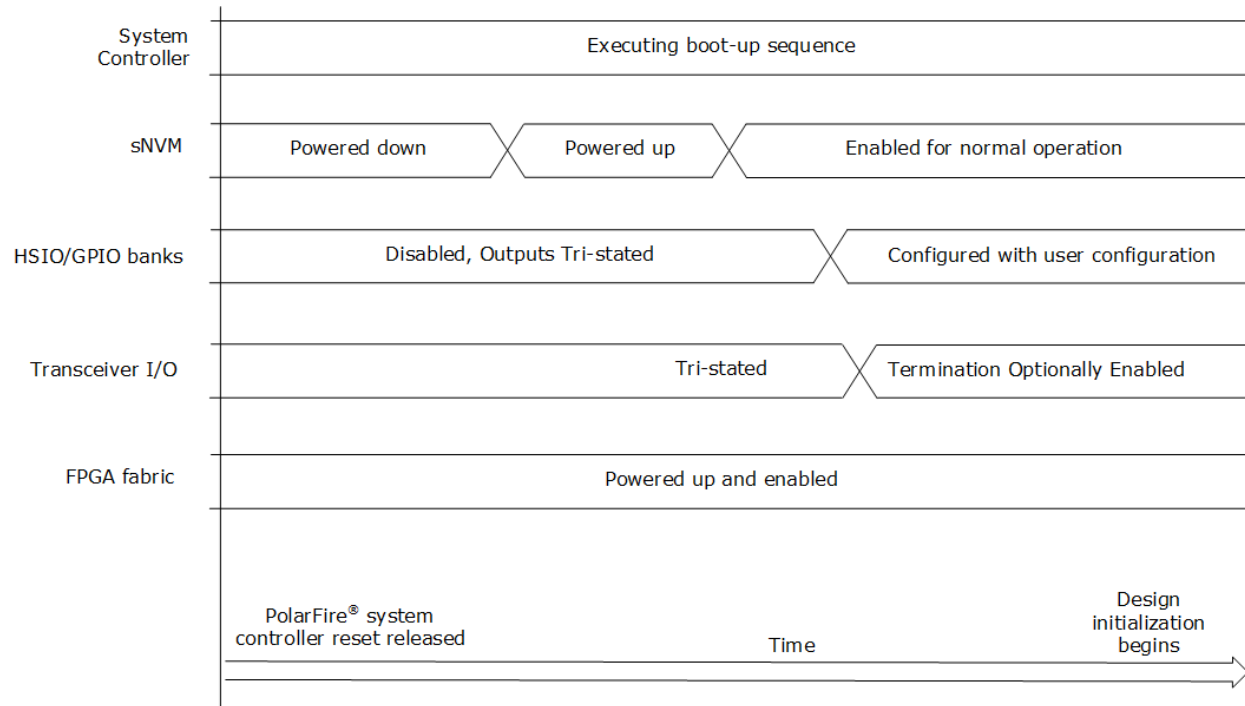 System
Controller
Executing boot-up sequence
sNVM
Powered down
Powered up
Enabled for normal operation
HSIO/GPIO banks
Disabled, Outputs Tri-stated
Configured with user configuration
Transceiver I/O
Tri-stated
Termination Optionally Enabled
FPGA fabric
Powered up and enabled
PolarFire® system
controller reset released
Time
Design
initialization
begins